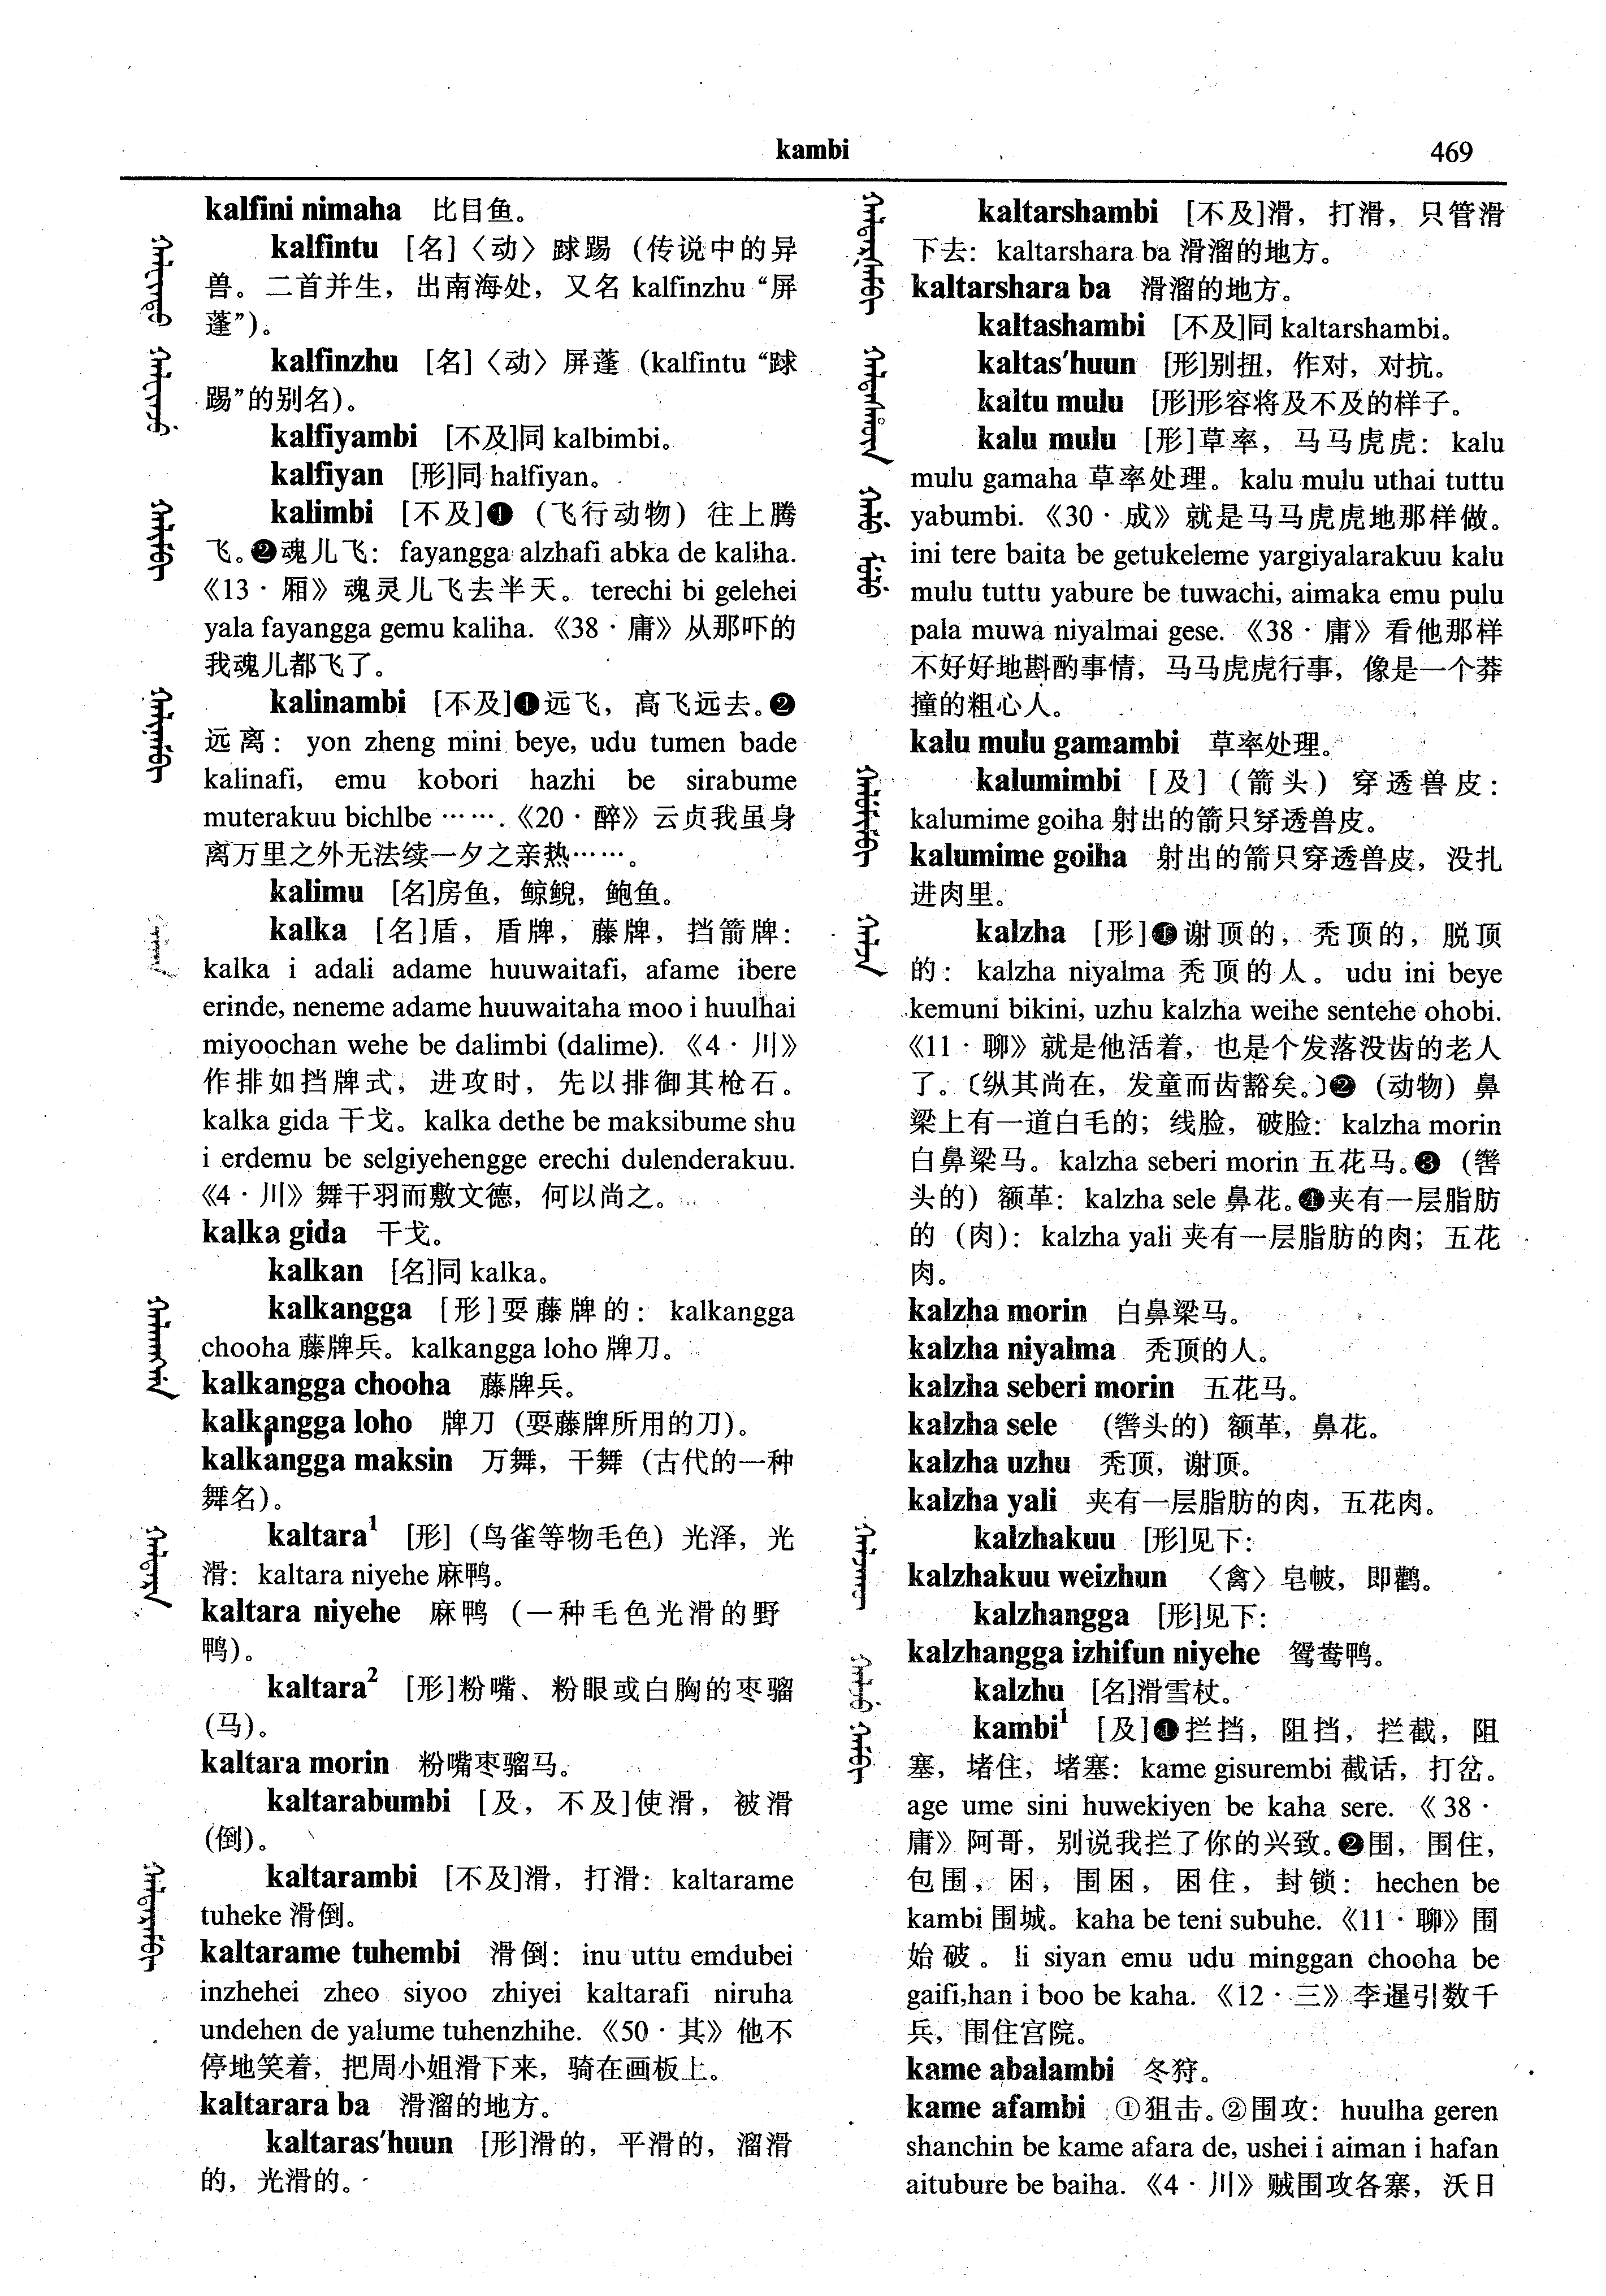 kambi
469
kalfini nimaha 比目鱼。
kalfintu [名]〈动〉䟣踢（传说中的异
兽。二首并生，出南海处，又名 kalfinzhu “屏
蓬”）。
kalfinzhu [名]〈动〉屏蓬（kalfintu “䟣
踢”的别名）。
kalfiyambi [不及]同 kalbimbi。
kalfiyan [形]同 halfiyan。
kalimbi [不及]❶（飞行动物）往上腾
飞。❷魂儿飞： fayangga alzhafi abka de kaliha.
《13·厢》魂灵儿飞去半天。terechi bi gelehei
yala fayangga gemu kaliha. 《38·庸》从那吓的
我魂儿都飞了。
kalinambi [不及]❶远飞，高飞远去。❷
远离： yon zheng mini beye, udu tumen bade
kalinafi, emu kobori hazhi be sirabume
muterakuu bichlbe …….《20·醉》云贞我虽身
离万里之外无法续一夕之亲热……。
kalimu [名]房鱼，鲸鲵，鲍鱼。
kalka [名]盾，盾牌，藤牌，挡箭牌：
kalka i adali adame huuwaitafi, afame ibere
erinde, neneme adame huuwaitaha moo i huulhai
miyoochan wehe be dalimbi (dalime). 《4·川》
作排如挡牌式，进攻时，先以排御其枪石。
kalka gida 干戈。kalka dethe be maksibume shu
i erdemu be selgiyehengge erechi dulenderakuu.
《4·川》舞干羽而敷文德，何以尚之。
kalka gida 干戈。
kalkan [名]同 kalka。
kalkangga [形]耍藤牌的： kalkangga
chooha 藤牌兵。kalkangga loho 牌刀。
kalkangga chooha 藤牌兵。
kalkangga loho 牌刀（耍藤牌所用的刀）。
kalkangga maksin 万舞，干舞（古代的一种
舞名）。
kaltara¹ [形]（鸟雀等物毛色）光泽，光
滑： kaltara niyehe 麻鸭。
kaltara niyehe 麻鸭（一种毛色光滑的野
鸭）。
kaltara² [形]粉嘴、粉眼或白胸的枣骝
（马）。
kaltara morin 粉嘴枣骝马。
kaltarabumbi [及，不及]使滑，被滑
（倒）。
kaltarambi [不及]滑，打滑： kaltarame
tuheke 滑倒。
kaltarame tuhembi 滑倒： inu uttu emdubei
inzhehei zheo siyoo zhiyei kaltarafi niruha
undehen de yalume tuhenzhihe. 《50·其》他不
停地笑着，把周小姐滑下来，骑在画板上。
kaltarara ba 滑溜的地方。
kaltaras'huun [形]滑的，平滑的，溜滑
的，光滑的。
kaltarshambi [不及]滑，打滑，只管滑
下去： kaltarshara ba 滑溜的地方。
kaltarshara ba 滑溜的地方。
kaltashambi [不及]同 kaltarshambi。
kaltas'huun [形]别扭，作对，对抗。
kaltu mulu [形]形容将及不及的样子。
kalu mulu [形]草率，马马虎虎： kalu
mulu gamaha 草率处理。kalu mulu uthai tuttu
yabumbi. 《30·成》就是马马虎虎地那样做。
ini tere baita be getukeleme yargiyalarakuu kalu
mulu tuttu yabure be tuwachi, aimaka emu pulu
pala muwa niyalmai gese. 《38·庸》看他那样
不好好地斟酌事情，马马虎虎行事，像是一个莽
撞的粗心人。
kalu mulu gamambi 草率处理。
kalumimbi [及]（箭头）穿透兽皮：
kalumime goiha 射出的箭只穿透兽皮。
kalumime goiha 射出的箭只穿透兽皮，没扎
进肉里。
kalzha [形]❶谢顶的，秃顶的，脱顶
的： kalzha niyalma 秃顶的人。udu ini beye
kemuni bikini, uzhu kalzha weihe sentehe ohobi.
《11·聊》就是他活着，也是个发落没齿的老人
了。〔纵其尚在，发童而齿豁矣。〕❷（动物）鼻
梁上有一道白毛的；线脸，破脸： kalzha morin
白鼻梁马。kalzha seberi morin 五花马。❸（辔
头的）额革： kalzha sele 鼻花。❹夹有一层脂肪
的（肉）： kalzha yali 夹有一层脂肪的肉；五花
肉。
kalzha morin 白鼻梁马。
kalzha niyalma 秃顶的人。
kalzha seberi morin 五花马。
kalzha sele （辔头的）额革，鼻花。
kalzha uzhu 秃顶，谢顶。
kalzha yali 夹有一层脂肪的肉，五花肉。
kalzhakuu [形]见下：
kalzhakuu weizhun 〈禽〉皂帔，即鹳。
kalzhangga [形]见下：
kalzhangga izhifun niyehe 鸳鸯鸭。
kalzhu [名]滑雪杖。
kambi¹ [及]❶拦挡，阻挡，拦截，阻
塞，堵住，堵塞： kame gisurembi 截话，打岔。
age ume sini huwekiyen be kaha sere. 《38·
庸》阿哥，别说我拦了你的兴致。❷围，围住，
包围，困，围困，困住，封锁： hechen be
kambi 围城。kaha be teni subuhe. 《11·聊》围
始破。li siyan emu udu minggan chooha be
gaifi,han i boo be kaha. 《12·三》李暹引数千
兵，围住宫院。
kame abalambi 冬狩。
kame afambi ①狙击。②围攻： huulha geren
shanchin be kame afara de, ushei i aiman i hafan
aitubure be baiha. 《4·川》贼围攻各寨，沃日